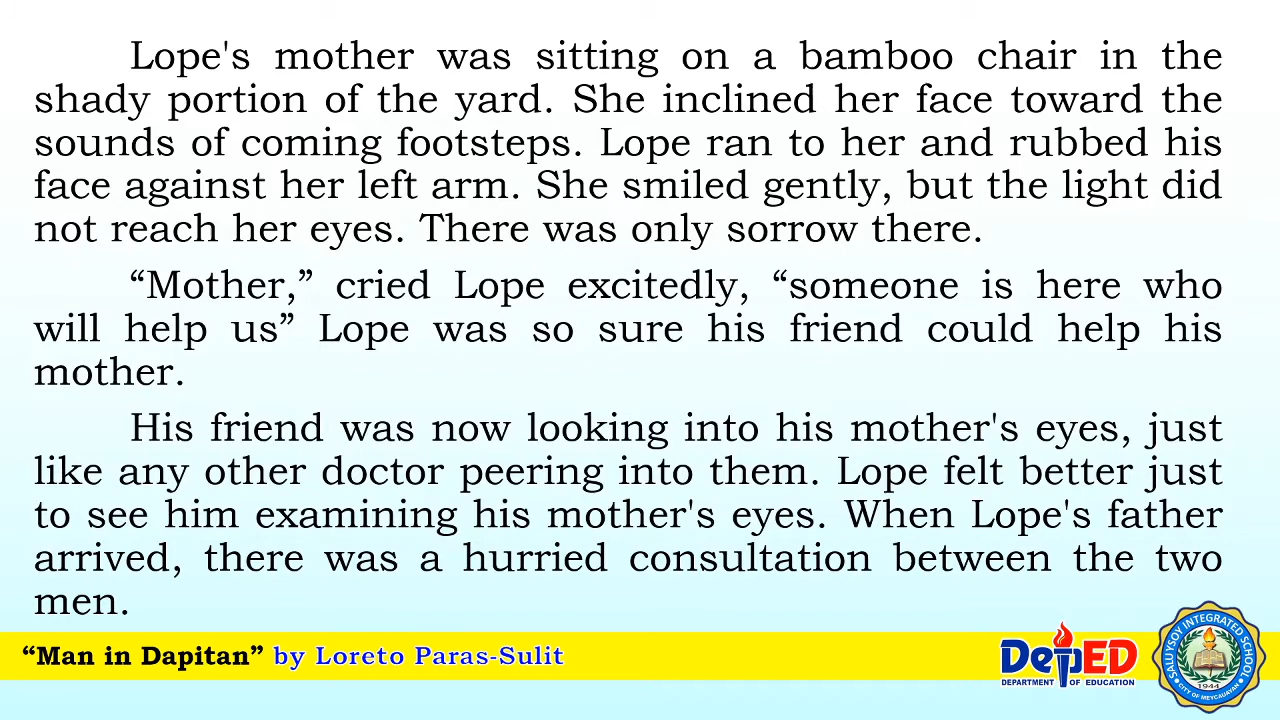 Lope's mother was sitting on a bamboo chair in the
shady portion of the yard. She inclined her face toward the
sounds of coming footsteps. Lope ran to her and rubbed his
face against her left arm. She smiled gently, but the light did
not reach her eyes. There was only sorrow there.
“Mother,” cried Lope excitedly, “someone is here who
will help us” Lope was so sure his friend could help his
mother.
His friend was now looking into his mother's eyes, just
like any other doctor peering into them. Lope felt better just
to see him examining his mother's eyes. When Lope's father
arrived, there was a hurried consultation between the two
men.
“Man in Dapitan” by Loreto Paras-Sulit
DepED
DEPARTMENT OF EDUCATION
SALUYSOY INTEGRATED SCHOOL
1944
CITY OF MEYCAUAYAN